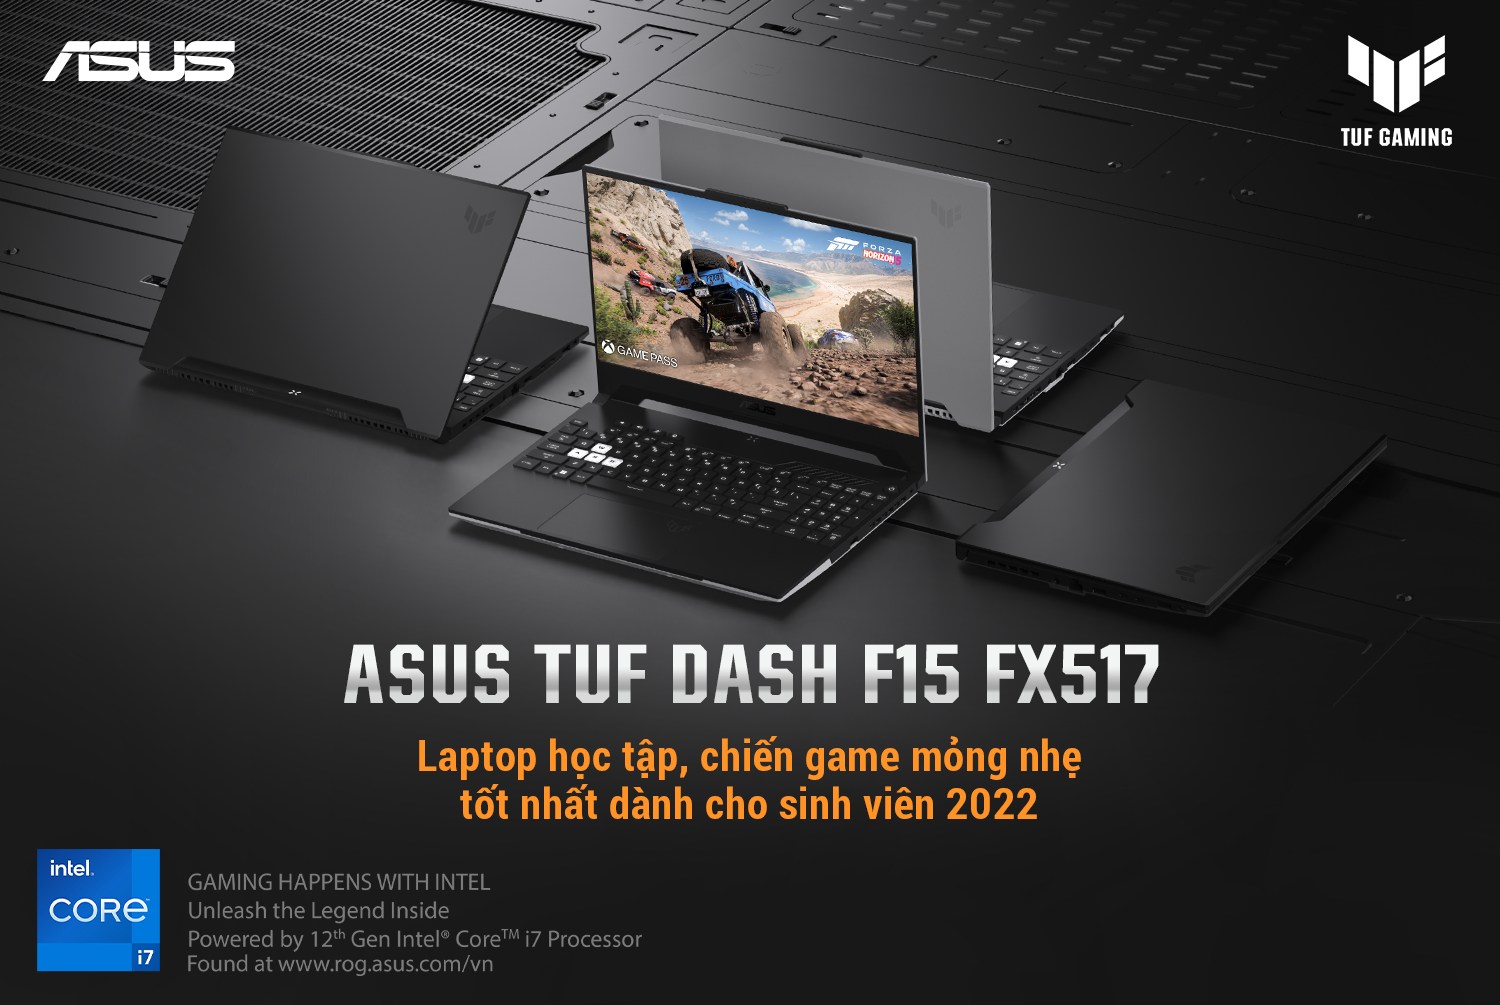 ASUS
TUF GAMING
FORZA
HORIZON 5
GAME PASS
ASUS TUF DASH F15 FX517
Laptop học tập, chiến game mỏng nhẹ
tốt nhất dành cho sinh viên 2022
intel.
CORE™
i7
GAMING HAPPENS WITH INTEL
Unleash the Legend Inside
Powered by 12th Gen Intel® Core™ i7 Processor
Found at www.rog.asus.com/vn